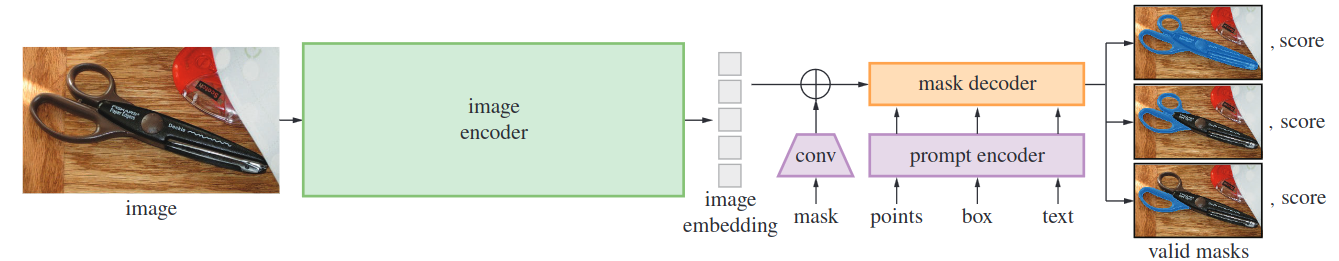 image
image
encoder
image
embedding
mask
conv
points
box
text
prompt encoder
mask decoder
, score
, score
, score
valid masks